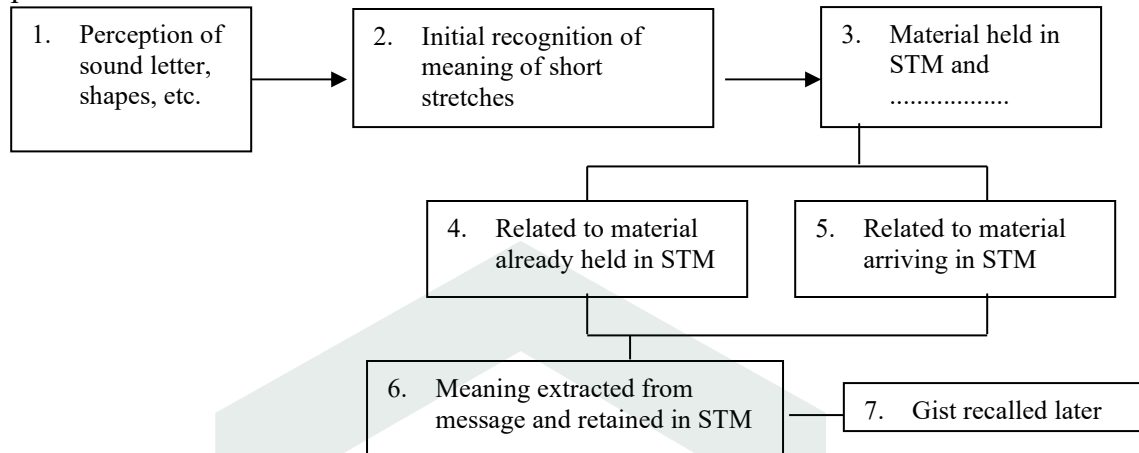 1. Perception of
sound letter,
shapes, etc.
2. Initial recognition of
meaning of short
stretches
3. Material held in
STM and
..................
4. Related to material
already held in STM
5. Related to material
arriving in STM
6. Meaning extracted from
message and retained in STM
7. Gist recalled later